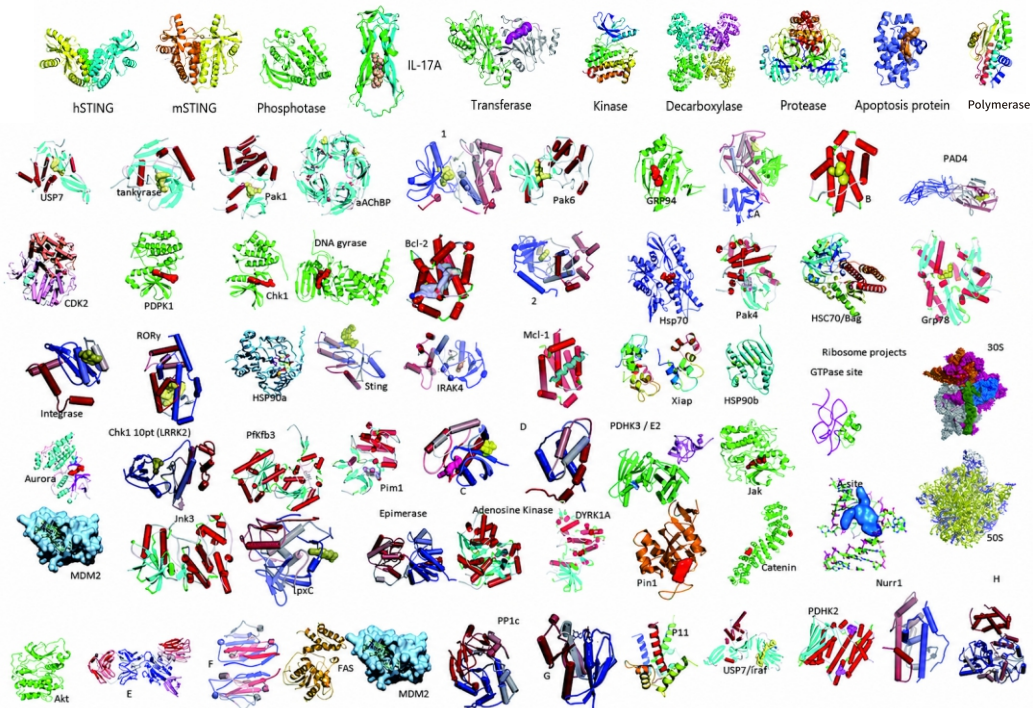 hSTING
mSTING
Phosphotase
IL-17A
Transferase
Kinase
Decarboxylase
Protease
Apoptosis protein
Polymerase
USP7
tankyrase
Pak1
aAChBP
1
Pak6
GRP94
A
B
PAD4
CDK2
PDPK1
Chk1
DNA gyrase
Bcl-2
2
Hsp70
Pak4
HSC70/Bag
Grp78
Integrase
RORy
HSP90a
Sting
IRAK4
Mcl-1
Xiap
HSP90b
Ribosome projects
GTPase site
30S
Aurora
Chk1 10pt (LRRK2)
Pfkfb3
Pim1
C
D
PDHK3 / E2
Jak
A-site
50S
MDM2
Jnk3
LpxC
Epimerase
Adenosine Kinase
DYRK1A
Pin1
Catenin
Nurr1
H
Akt
E
F
FAS
MDM2
PP1c
G
P11
USP7/iraf
PDHK2